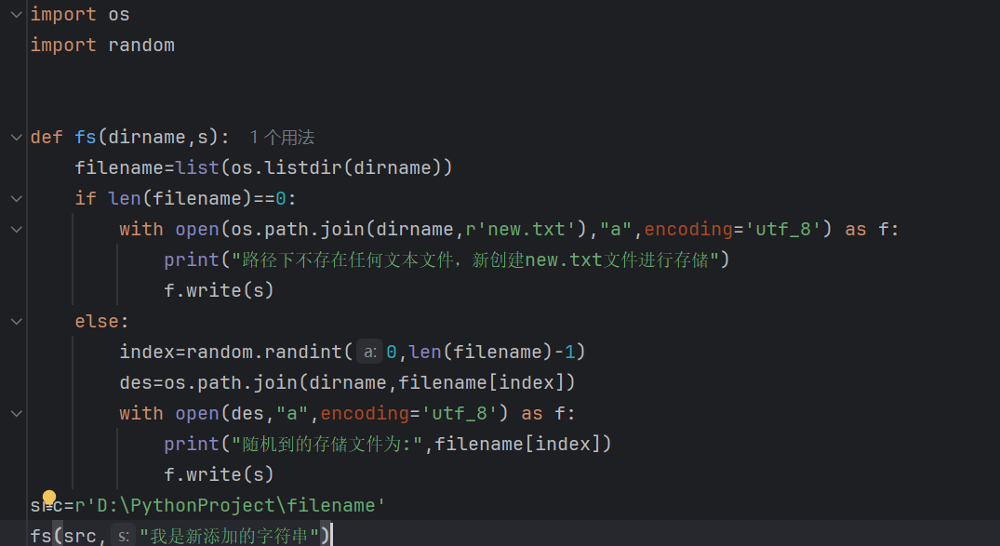 import os
import random
def fs(dirname,s): 1 个用法
    filename=list(os.listdir(dirname))
    if len(filename)==0:
        with open(os.path.join(dirname,r'new.txt'),"a",encoding='utf_8') as f:
            print("路径下不存在任何文本文件，新创建new.txt文件进行存储")
            f.write(s)
    else:
        index=random.randint( a: 0,len(filename)-1)
        des=os.path.join(dirname,filename[index])
        with open(des,"a",encoding='utf_8') as f:
            print("随机到的存储文件为:",filename[index])
            f.write(s)
src=r'D:\PythonProject\filename'
fs(src, s: "我是新添加的字符串")